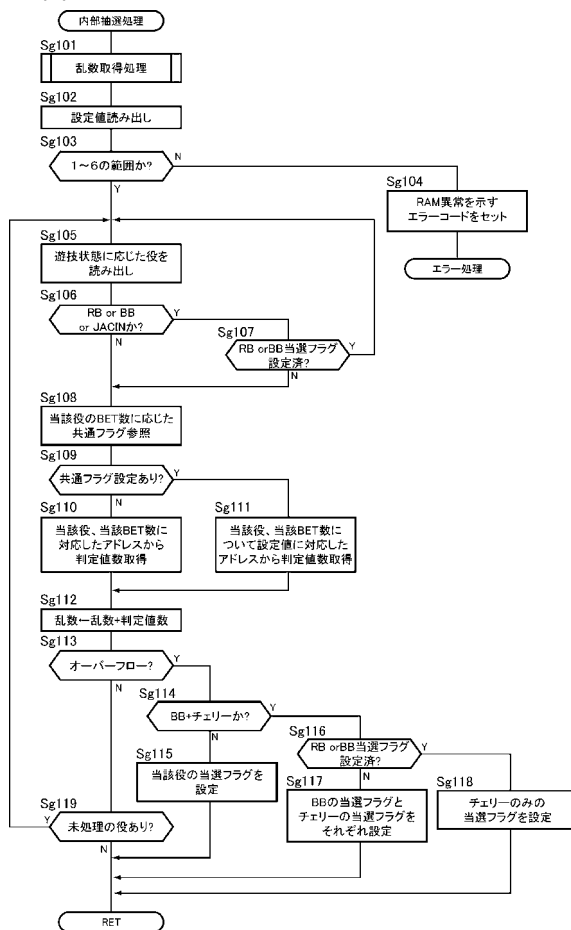 内部抽選処理
Sg101
乱数取得処理
Sg102
設定値読み出し
Sg103
1～6の範囲か?
N
Y
Sg104
RAM異常を示す
エラーコードをセット
エラー処理
Sg105
遊技状態に応じた役を
読み出し
Sg106
RB or BB
or JACINか?
Y
N
Sg107
RB orBB当選フラグ
設定済?
Y
N
Sg108
当該役のBET数に応じた
共通フラグ参照
Sg109
共通フラグ設定あり?
Y
N
Sg110
当該役、当該BET数に
対応したアドレスから
判定値数取得
Sg111
当該役、当該BET数に
ついて設定値に対応した
アドレスから判定値数取得
Sg112
乱数←乱数+判定値数
Sg113
オーバーフロー?
Y
N
Sg114
BB+チェリーか?
Y
N
Sg115
当該役の当選フラグを
設定
Sg116
RB orBB当選フラグ
設定済?
Y
N
Sg117
BBの当選フラグと
チェリーの当選フラグを
それぞれ設定
Sg118
チェリーのみの
当選フラグを設定
Sg119
Y
未処理の役あり?
N
RET